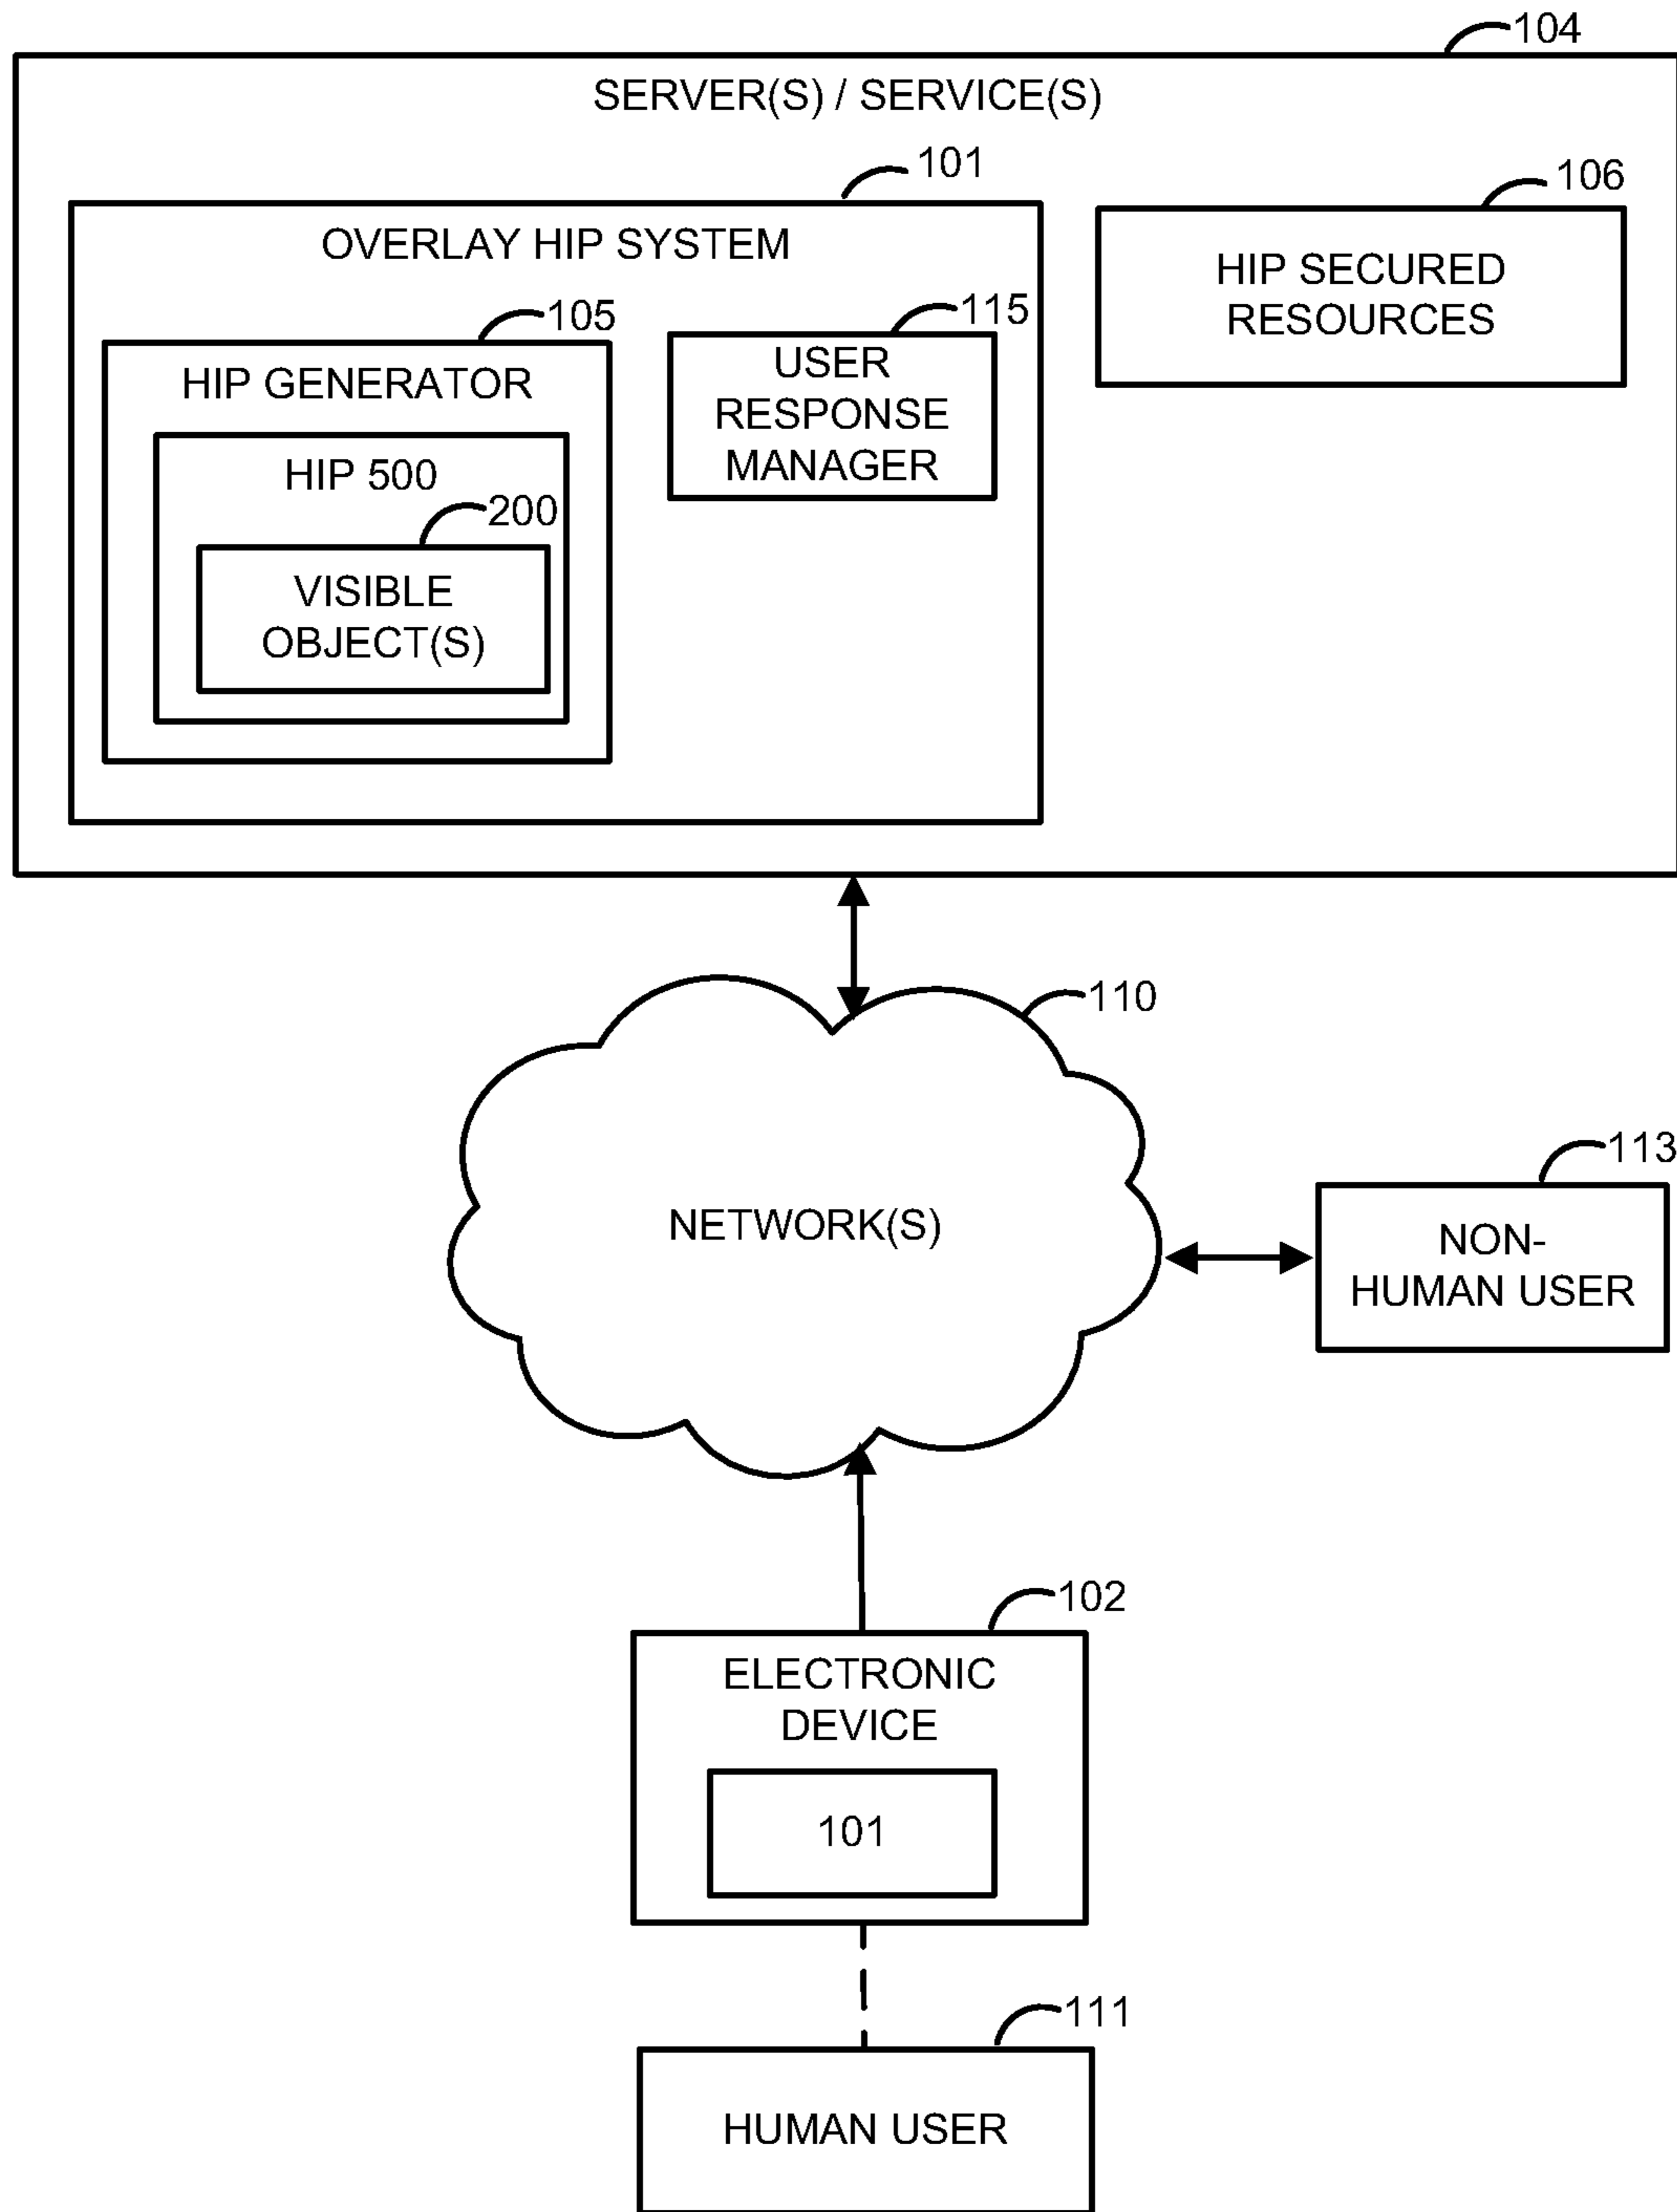 104
SERVER(S) / SERVICE(S)
101
106
OVERLAY HIP SYSTEM
HIP SECURED
RESOURCES
105
115
HIP GENERATOR
USER
RESPONSE
MANAGER
HIP 500
200
VISIBLE
OBJECT(S)
110
NETWORK(S)
113
NON-
HUMAN USER
102
ELECTRONIC
DEVICE
101
111
HUMAN USER